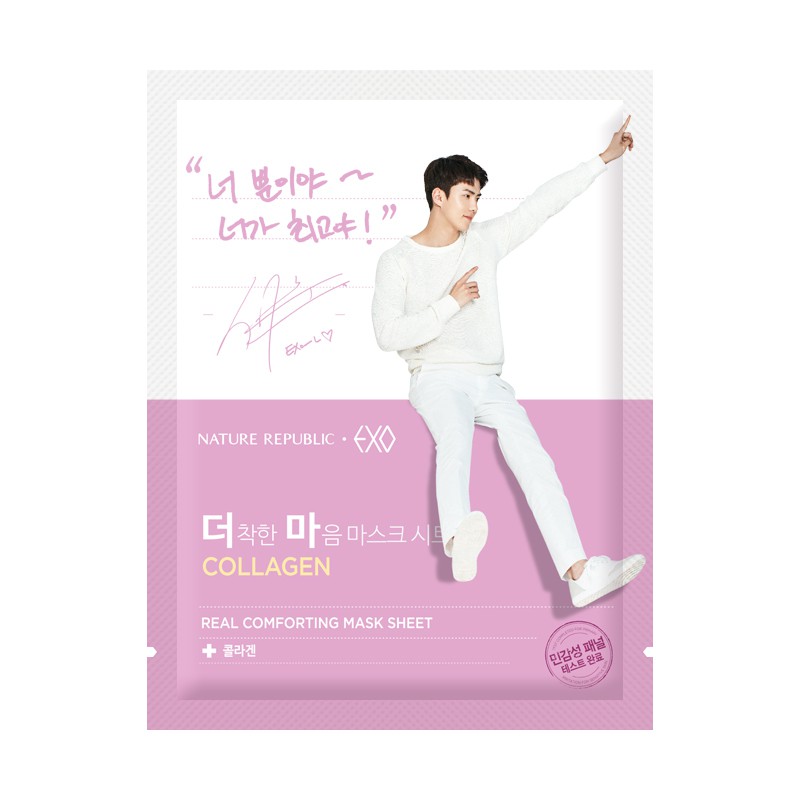 “너 뿐이야 ~
너가 최고야!”
NATURE REPUBLIC · EXO
더착한 마음 마스크 시트
COLLAGEN
REAL COMFORTING MASK SHEET
+ 콜라겐
민감성 패널
테스트 완료